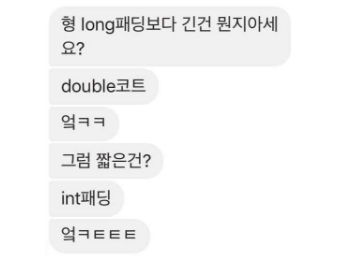 형 long패딩보다 긴건 뭔지아세
요?
double코트
엌ㅋㅋ
그럼 짧은건?
int패딩
엌ㅋㅌㅌㅌ